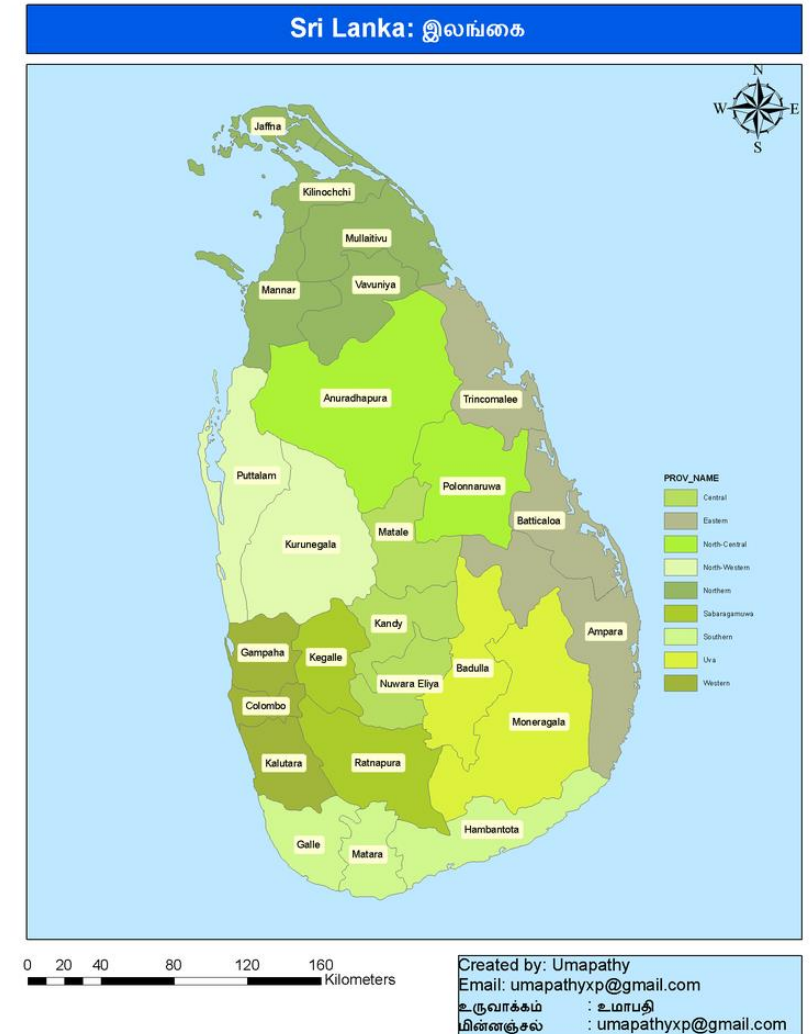 Sri Lanka: இலங்கை
N
W E
S
Jaffna
Kilinochchi
Mullaitivu
Vavuniya
Mannar
Anuradhapura
Trincomalee
Puttalam
Polonnaruwa
Batticaloa
Matale
Kurunegala
Kandy
Ampara
Gampaha
Kegalle
Badulla
Nuwara Eliya
Colombo
Moneragala
Kalutara
Ratnapura
Hambantota
Galle
Matara
PROV_NAME
Central
Eastern
North-Central
North-Western
Northern
Sabaragamuwa
Southern
Uva
Western
0 20 40 80 120 160
Kilometers
Created by: Umapathy
Email: umapathyxp@gmail.com
உருவாக்கம் : உமாபதி
மின்னஞ்சல் : umapathyxp@gmail.com